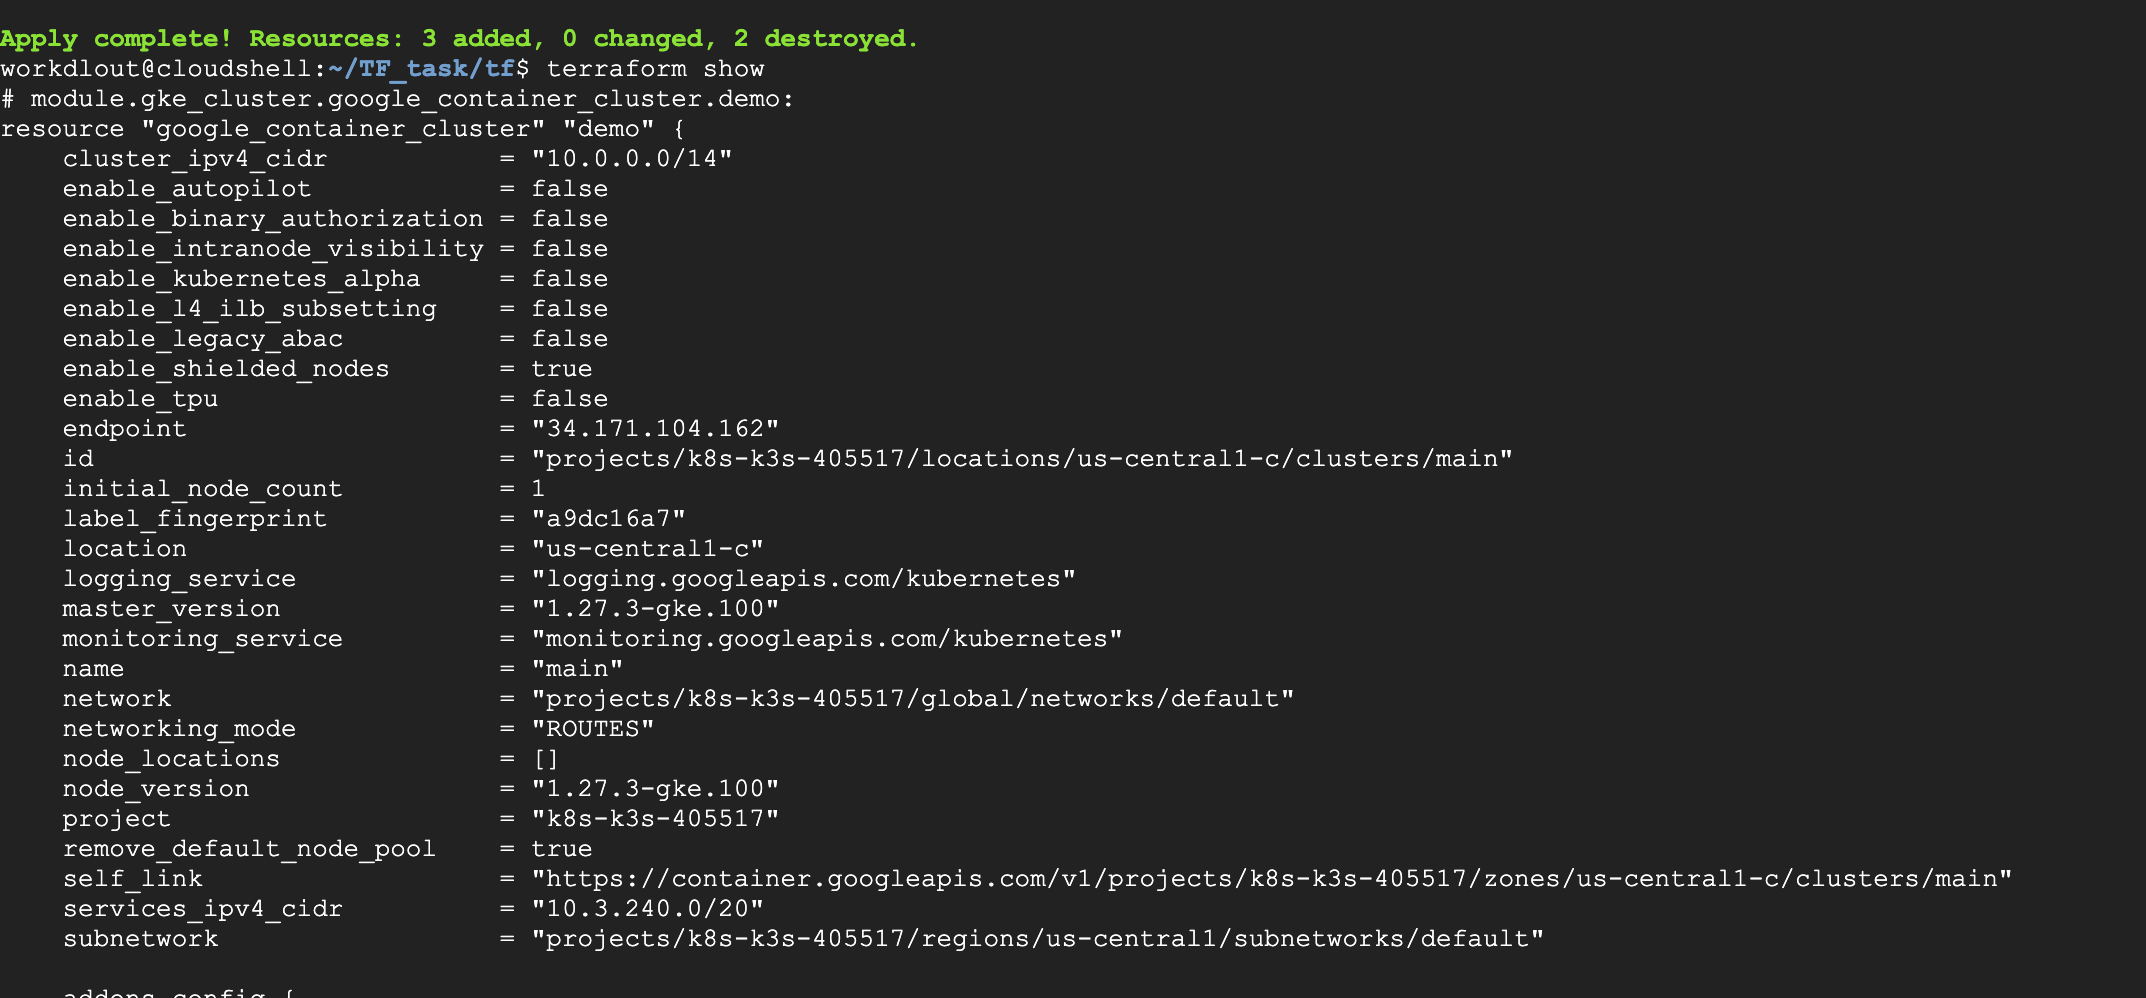 Apply complete! Resources: 3 added, 0 changed, 2 destroyed.
workdlout@cloudshell:~/TF_task/tf$ terraform show
# module.gke_cluster.google_container_cluster.demo:
resource "google_container_cluster" "demo" {
    cluster_ipv4_cidr           = "10.0.0.0/14"
    enable_autopilot            = false
    enable_binary_authorization = false
    enable_intranode_visibility = false
    enable_kubernetes_alpha     = false
    enable_l4_ilb_subsetting    = false
    enable_legacy_abac          = false
    enable_shielded_nodes       = true
    enable_tpu                  = false
    endpoint                    = "34.171.104.162"
    id                          = "projects/k8s-k3s-405517/locations/us-central1-c/clusters/main"
    initial_node_count          = 1
    label_fingerprint           = "a9dc16a7"
    location                    = "us-central1-c"
    logging_service             = "logging.googleapis.com/kubernetes"
    master_version              = "1.27.3-gke.100"
    monitoring_service          = "monitoring.googleapis.com/kubernetes"
    name                        = "main"
    network                     = "projects/k8s-k3s-405517/global/networks/default"
    networking_mode             = "ROUTES"
    node_locations              = []
    node_version                = "1.27.3-gke.100"
    project                     = "k8s-k3s-405517"
    remove_default_node_pool    = true
    self_link                   = "https://container.googleapis.com/v1/projects/k8s-k3s-405517/zones/us-central1-c/clusters/main"
    services_ipv4_cidr          = "10.3.240.0/20"
    subnetwork                  = "projects/k8s-k3s-405517/regions/us-central1/subnetworks/default"
    addons_config {